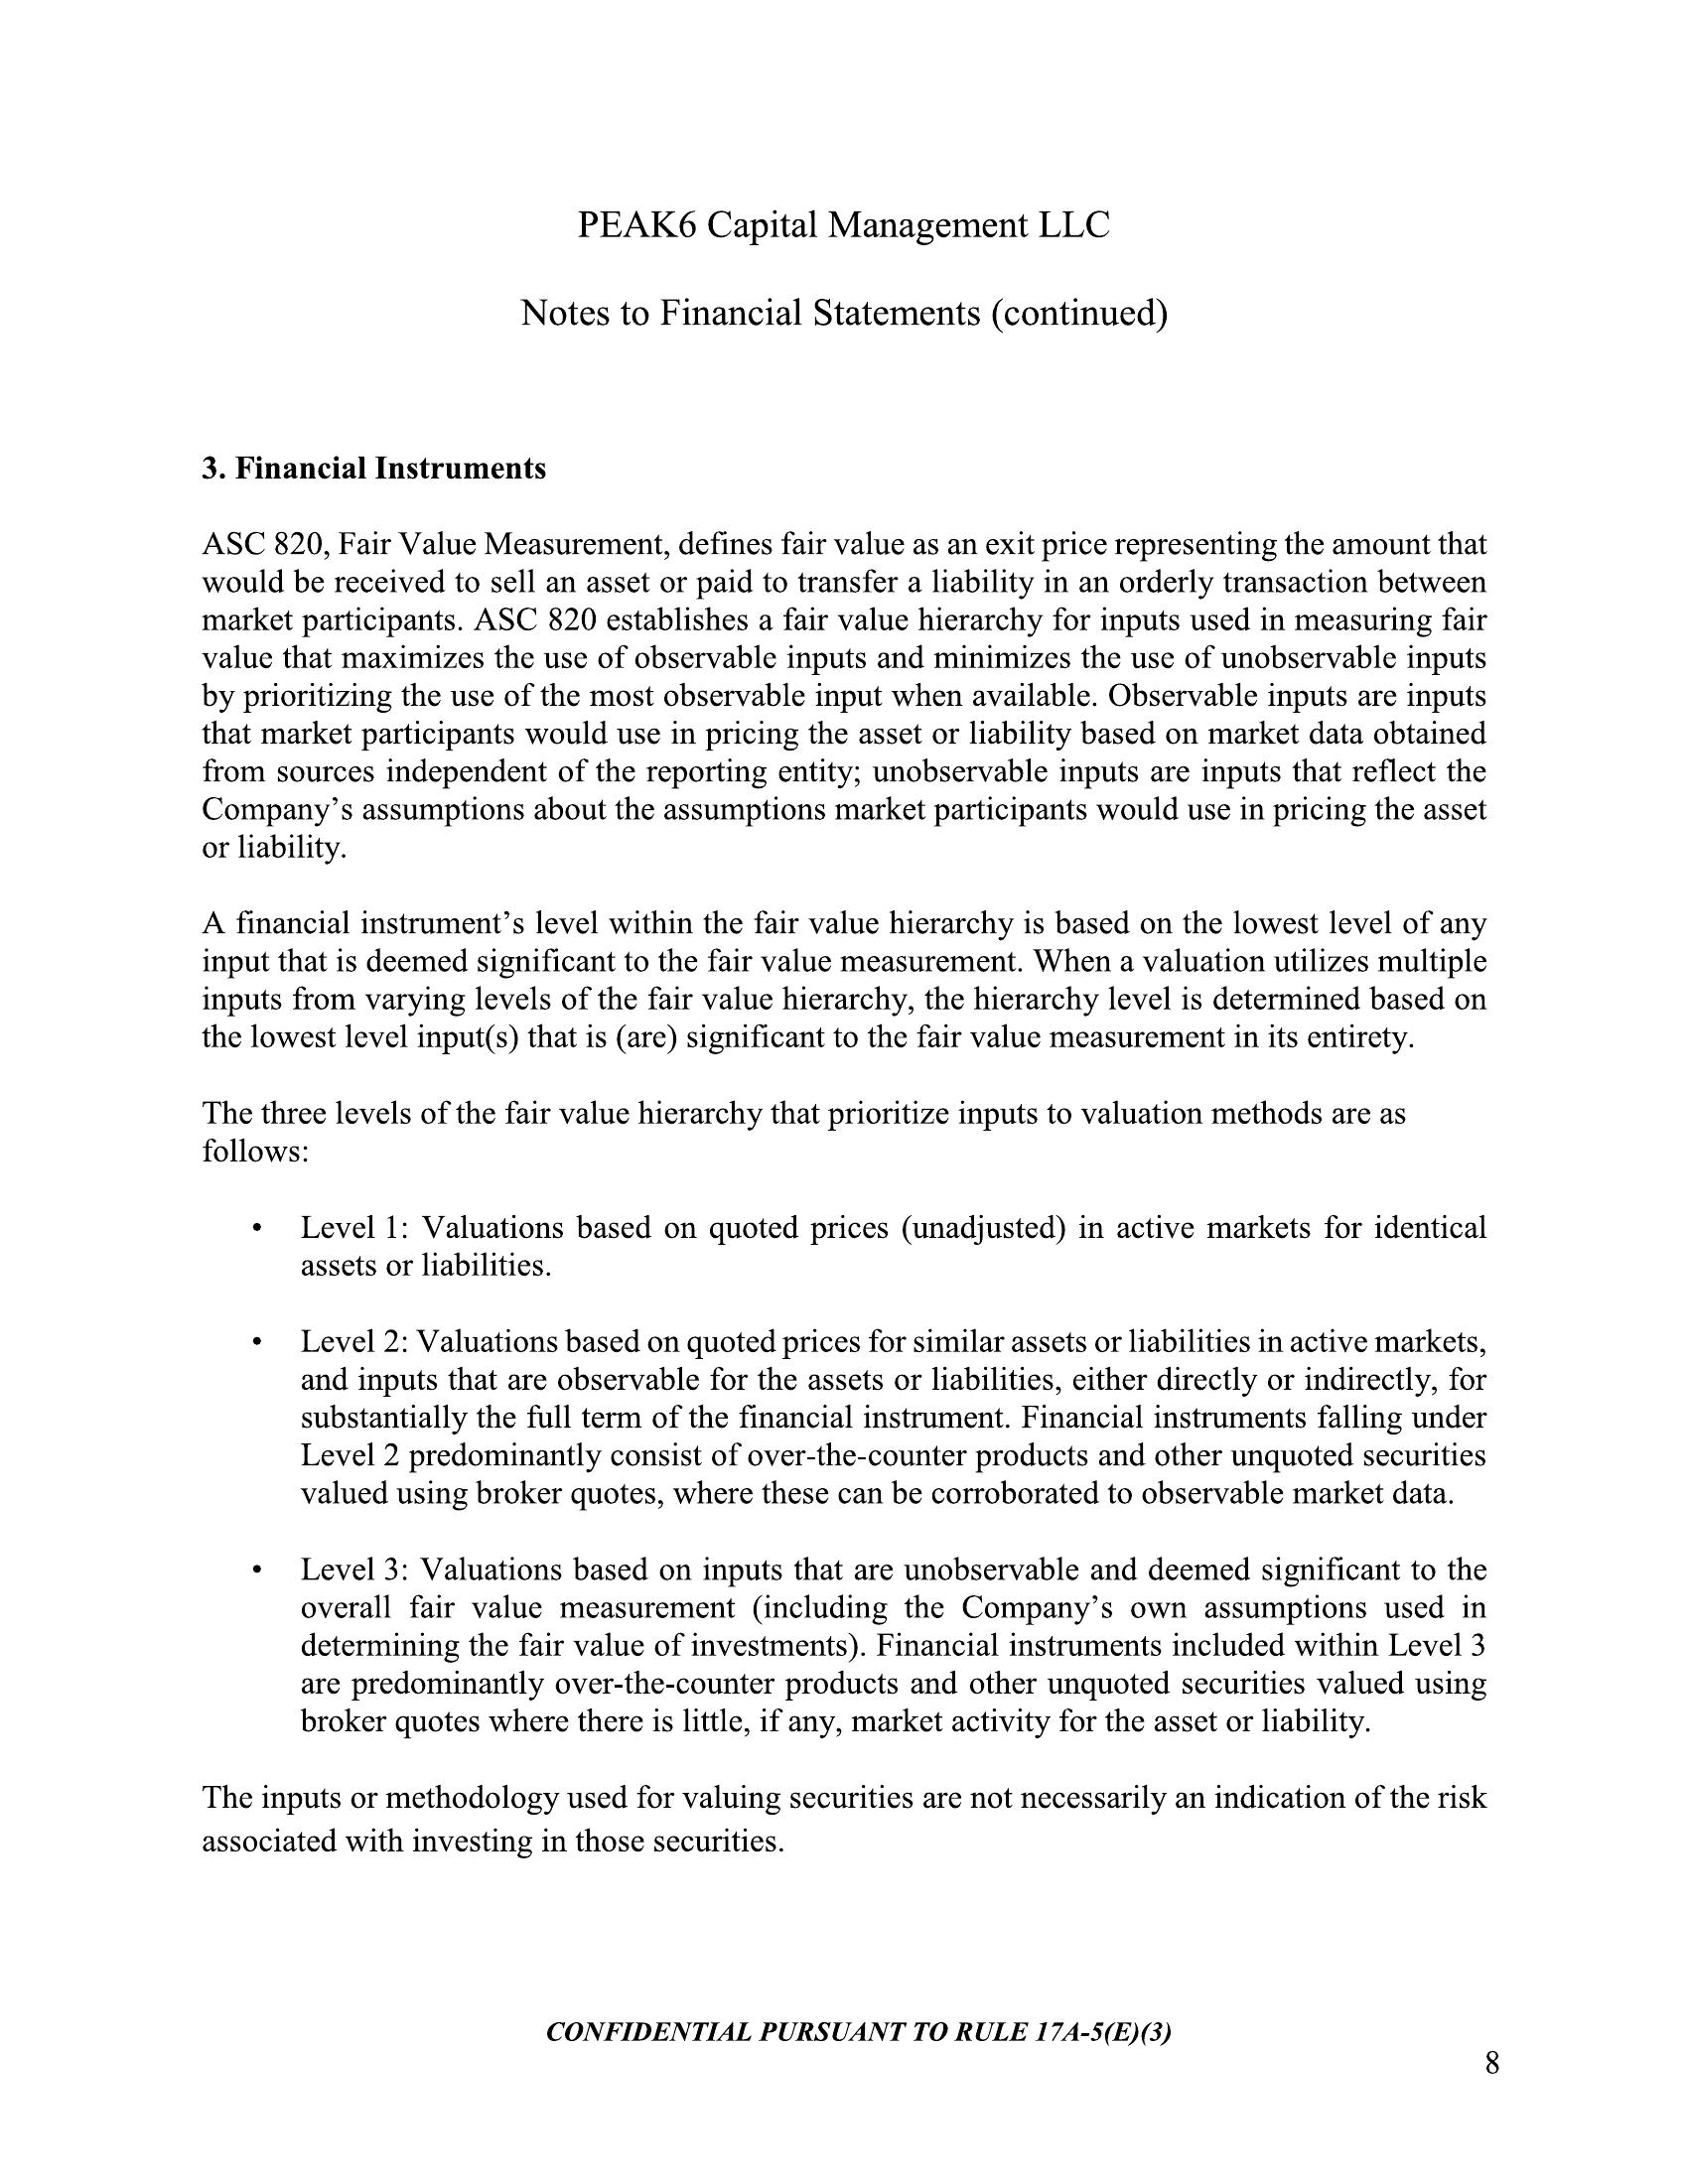 PEAK6 Capital Management LLC
Notes to Financial Statements (continued)
3. Financial Instruments
ASC 820, Fair Value Measurement, defines fair value as an exit price representing the amount that
would be received to sell an asset or paid to transfer a liability in an orderly transaction between
market participants. ASC 820 establishes a fair value hierarchy for inputs used in measuring fair
value that maximizes the use of observable inputs and minimizes the use of unobservable inputs
by prioritizing the use of the most observable input when available. Observable inputs are inputs
that market participants would use in pricing the asset or liability based on market data obtained
from sources independent of the reporting entity; unobservable inputs are inputs that reflect the
Company’s assumptions about the assumptions market participants would use in pricing the asset
or liability.
A financial instrument’s level within the fair value hierarchy is based on the lowest level of any
input that is deemed significant to the fair value measurement. When a valuation utilizes multiple
inputs from varying levels of the fair value hierarchy, the hierarchy level is determined based on
the lowest level input(s) that is (are) significant to the fair value measurement in its entirety.
The three levels of the fair value hierarchy that prioritize inputs to valuation methods are as
follows:
• Level 1: Valuations based on quoted prices (unadjusted) in active markets for identical
assets or liabilities.
• Level 2: Valuations based on quoted prices for similar assets or liabilities in active markets,
and inputs that are observable for the assets or liabilities, either directly or indirectly, for
substantially the full term of the financial instrument. Financial instruments falling under
Level 2 predominantly consist of over-the-counter products and other unquoted securities
valued using broker quotes, where these can be corroborated to observable market data.
• Level 3: Valuations based on inputs that are unobservable and deemed significant to the
overall fair value measurement (including the Company’s own assumptions used in
determining the fair value of investments). Financial instruments included within Level 3
are predominantly over-the-counter products and other unquoted securities valued using
broker quotes where there is little, if any, market activity for the asset or liability.
The inputs or methodology used for valuing securities are not necessarily an indication of the risk
associated with investing in those securities.
CONFIDENTIAL PURSUANT TO RULE 17A-5(E)(3)
8